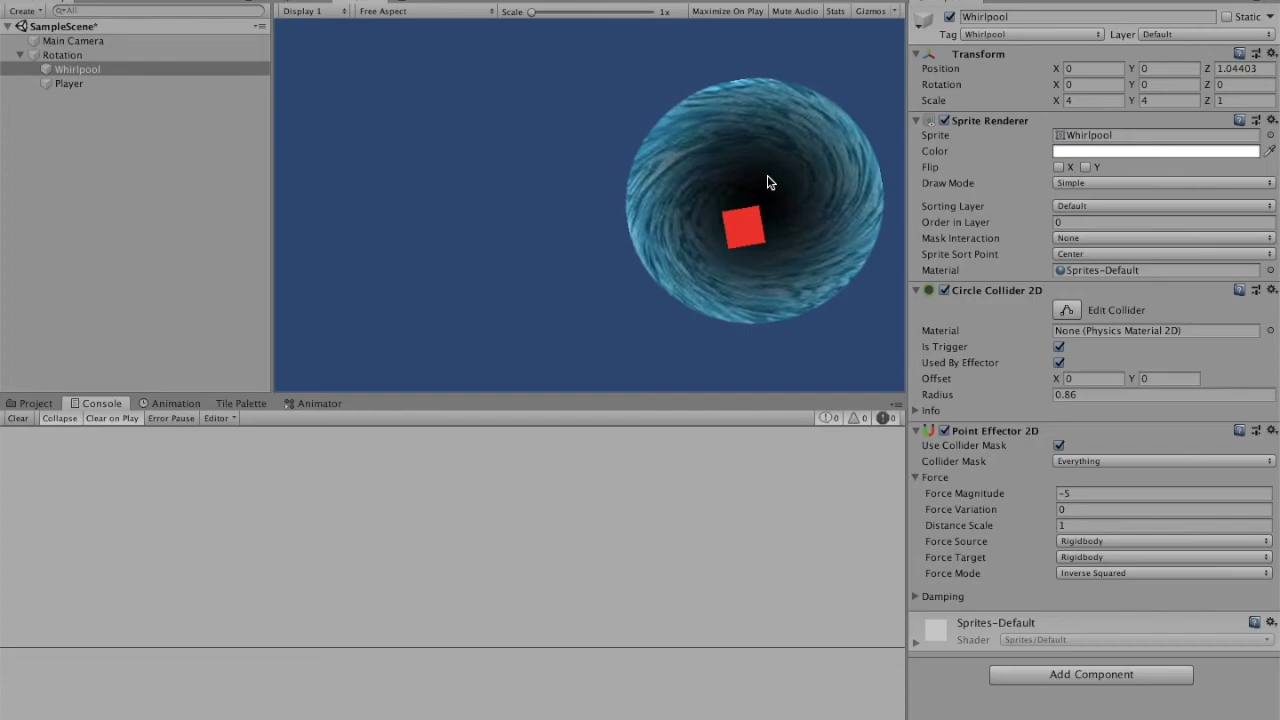 Create
All
SampleScene*
Main Camera
Rotation
Whirlpool
Player
Display 1
Free Aspect
Scale
1x
Maximize On Play
Mute Audio
Stats
Gizmos
Project
Console
Animation
Tile Palette
Animator
Clear
Collapse
Clear on Play
Error Pause
Editor
0
0
0
Whirlpool
Static
Tag Whirlpool
Layer Default
Transform
Position X 0 Y 0 Z 1.04403
Rotation X 0 Y 0 Z 0
Scale X 4 Y 4 Z 1
Sprite Renderer
Sprite Whirlpool
Color
Flip X Y
Draw Mode Simple
Sorting Layer Default
Order in Layer 0
Mask Interaction None
Sprite Sort Point Center
Material Sprites-Default
Circle Collider 2D
Edit Collider
Material None (Physics Material 2D)
Is Trigger
Used By Effector
Offset X 0 Y 0
Radius 0.86
Info
Point Effector 2D
Use Collider Mask
Collider Mask Everything
Force
Force Magnitude -5
Force Variation 0
Distance Scale 1
Force Source Rigidbody
Force Target Rigidbody
Force Mode Inverse Squared
Damping
Sprites-Default
Shader Sprites/Default
Add Component